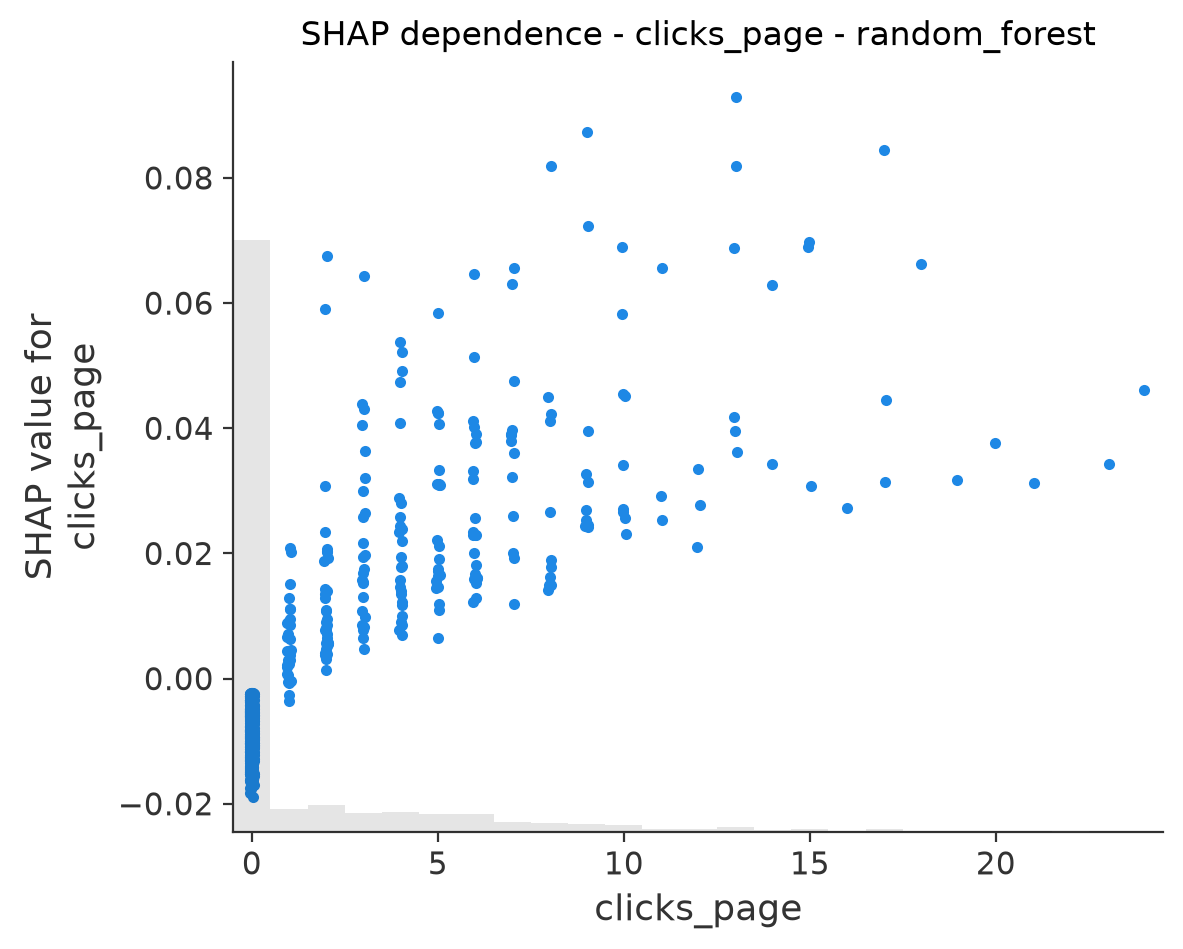 SHAP dependence - clicks_page - random_forest
0.08
0.06
0.04
0.02
0.00
−0.02
SHAP value for
clicks_page
0
5
10
15
20
clicks_page